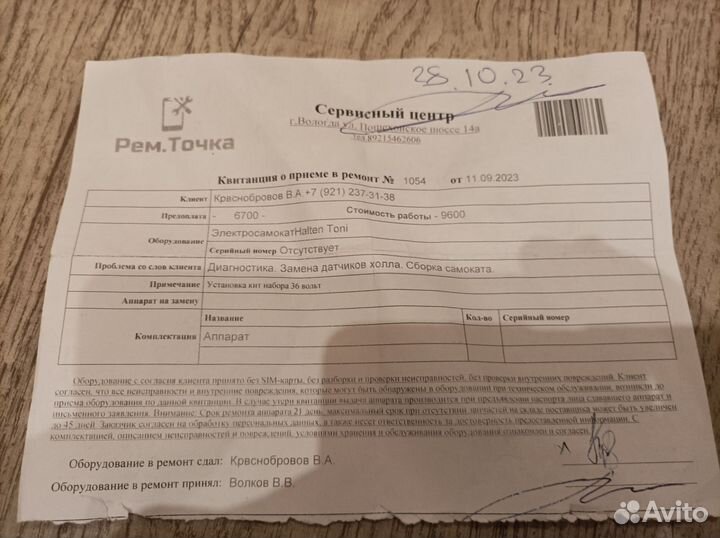 28.10.23
Рем.Точка
Сервисный центр
г.Вологда ул. Пошехонское шоссе 14а
тел.89215462606
Квитанция о приеме в ремонт № 1054 от 11.09.2023
Клиент Крвснобровов В.А.+7 (921) 237-31-38
Предоплата - 6700 - Стоимость работы - 9600
Оборудование ЭлектросамокатHalten Toni
Серийный номер Отсутствует
Проблема со слов клиента Диагностика. Замена датчиков холла. Сборка самоката.
Примечание Установка кит набора 36 вольт
Аппарат на замену
Комплектация Название Кол-во Серийный номер
Аппарат
Оборудование с согласия клиента принято без SIM-карты, без разборки и проверки неисправностей, без проверки внутренних повреждений. Клиент
согласен, что все неисправности и внутренние повреждения, которые могут быть обнаружены в оборудовании при техническом обслуживании, возникли до
приема оборудования по данной квитанции. В случае утери квитанции выдача аппарата производится при предъявлении паспорта лица сдавшего аппарат и
письменного заявления. Внимание: Срок ремонта аппарата 21 день, максимальный срок при отсутствии запчастей на складе поставщика может быть увеличен
до 45 дней. Заказчик согласен на обработку персональных данных, а также несет ответственность за достоверность предоставленной информации. С
комплектацией, описанием неисправностей и повреждений, условиями хранения и обслуживания оборудования ознакомлен и согласен.
Оборудование в ремонт сдал: Крвснобровов В.А.
Оборудование в ремонт принял: Волков В.В.
Avito